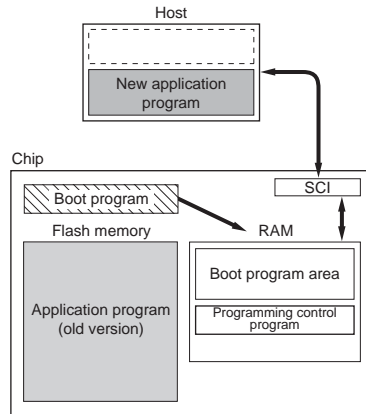 Host
New application
program
Chip
SCI
Boot program
Flash memory
RAM
Boot program area
Application program
(old version)
Programming control
program